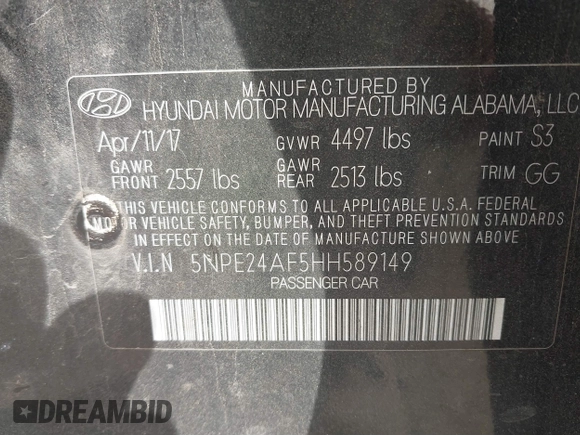 MANUFACTURED BY
HYUNDAI MOTOR MANUFACTURING ALABAMA, LLC
Apr/11/17 GVWR 4497 lbs PAINT S3
GAWR FRONT 2557 lbs GAWR REAR 2513 lbs TRIM GG
THIS VEHICLE CONFORMS TO ALL APPLICABLE U.S.A. FEDERAL
MOTOR VEHICLE SAFETY, BUMPER, AND THEFT PREVENTION STANDARDS
IN EFFECT ON THE DATE OF MANUFACTURE SHOWN ABOVE.
V.I.N 5NPE24AF5HH589149
PASSENGER CAR
DREAMBID